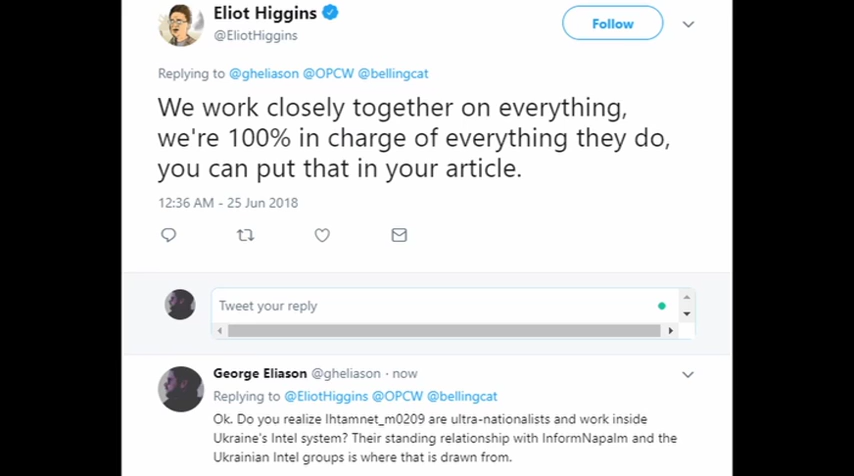 Eliot Higgins
@EliotHiggins
Follow
Replying to @gheliason @OPCW @bellingcat
We work closely together on everything,
we're 100% in charge of everything they do,
you can put that in your article.
12:36 AM - 25 Jun 2018
Tweet your reply
George Eliason @gheliason · now
Replying to @EliotHiggins @OPCW @bellingcat
Ok. Do you realize Ihtamnet_m0209 are ultra-nationalists and work inside
Ukraine's Intel system? Their standing relationship with InformNapalm and the
Ukrainian Intel groups is where that is drawn from.